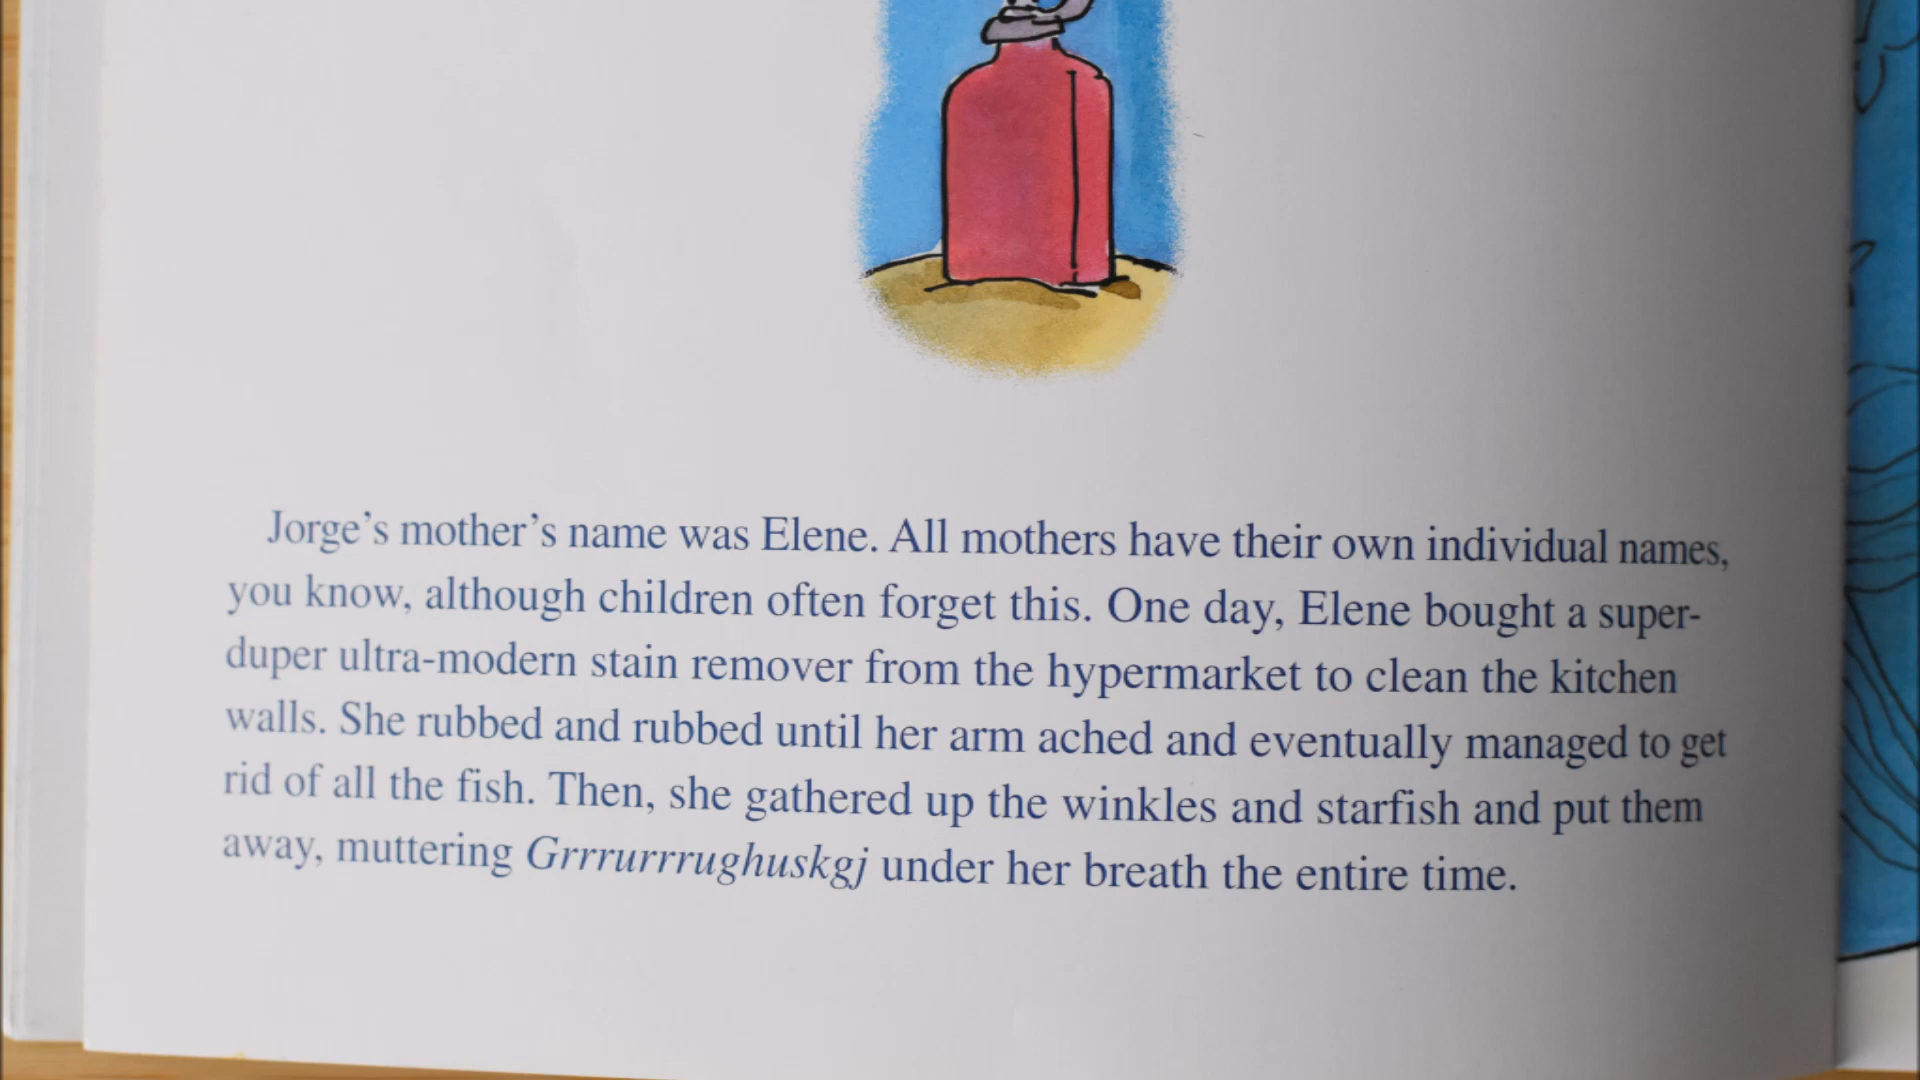 Jorge’s mother’s name was Elene. All mothers have their own individual names,
you know, although children often forget this. One day, Elene bought a super-
duper ultra-modern stain remover from the hypermarket to clean the kitchen
walls. She rubbed and rubbed until her arm ached and eventually managed to get
rid of all the fish. Then, she gathered up the winkles and starfish and put them
away, muttering Grrrurrrughuskgj under her breath the entire time.